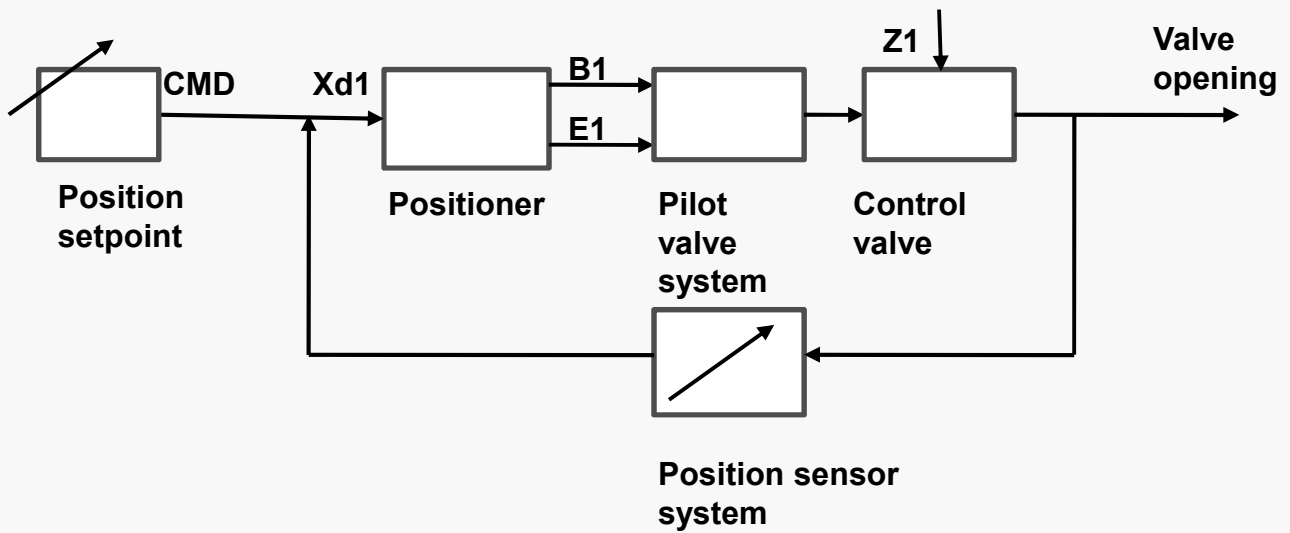 CMD
Xd1
B1
E1
Z1
Valve
opening
Position
setpoint
Positioner
Pilot
valve
system
Control
valve
Position sensor
system